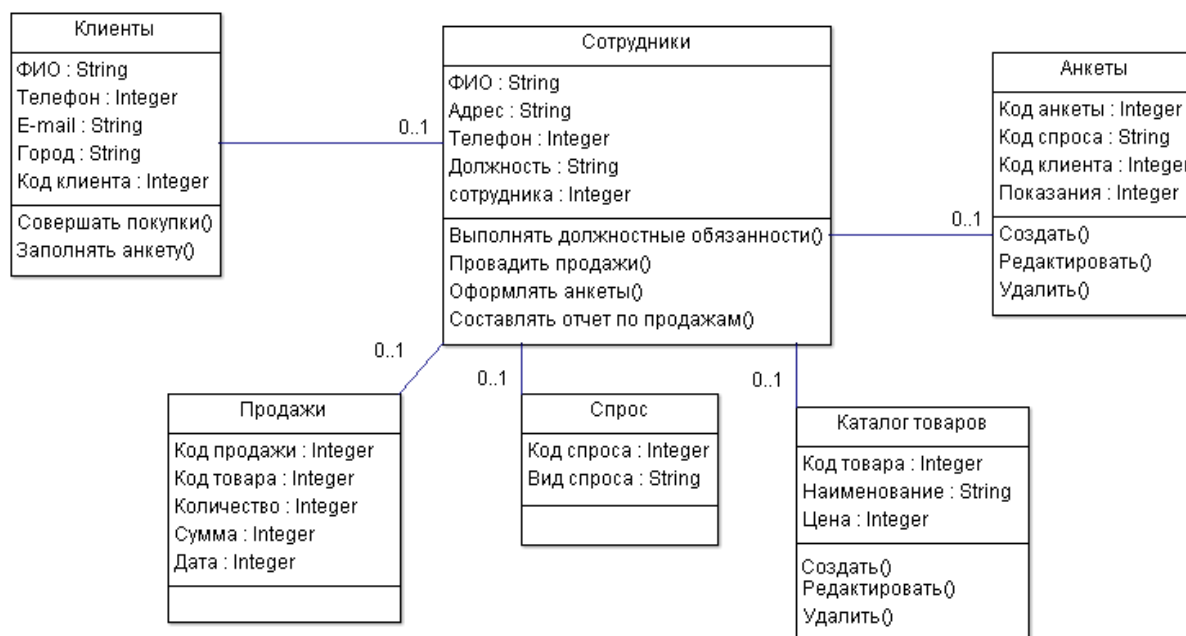 Клиенты
ФИО : String
Телефон : Integer
E-mail : String
Город : String
Код клиента : Integer
Совершать покупки()
Заполнять анкету()
0..1
Сотрудники
ФИО : String
Адрес : String
Телефон : Integer
Должность : String
сотрудника : Integer
Выполнять должностные обязанности()
Провадить продажи()
Оформлять анкеты()
Составлять отчет по продажам()
0..1
Анкеты
Код анкеты : Integer
Код спроса : String
Код клиента : Integer
Показания : Integer
Создать()
Редактировать()
Удалить()
0..1
Продажи
Код продажи : Integer
Код товара : Integer
Количество : Integer
Сумма : Integer
Дата : Integer
0..1
Спрос
Код спроса : Integer
Вид спроса : String
0..1
Каталог товаров
Код товара : Integer
Наименование : String
Цена : Integer
Создать()
Редактировать()
Удалить()